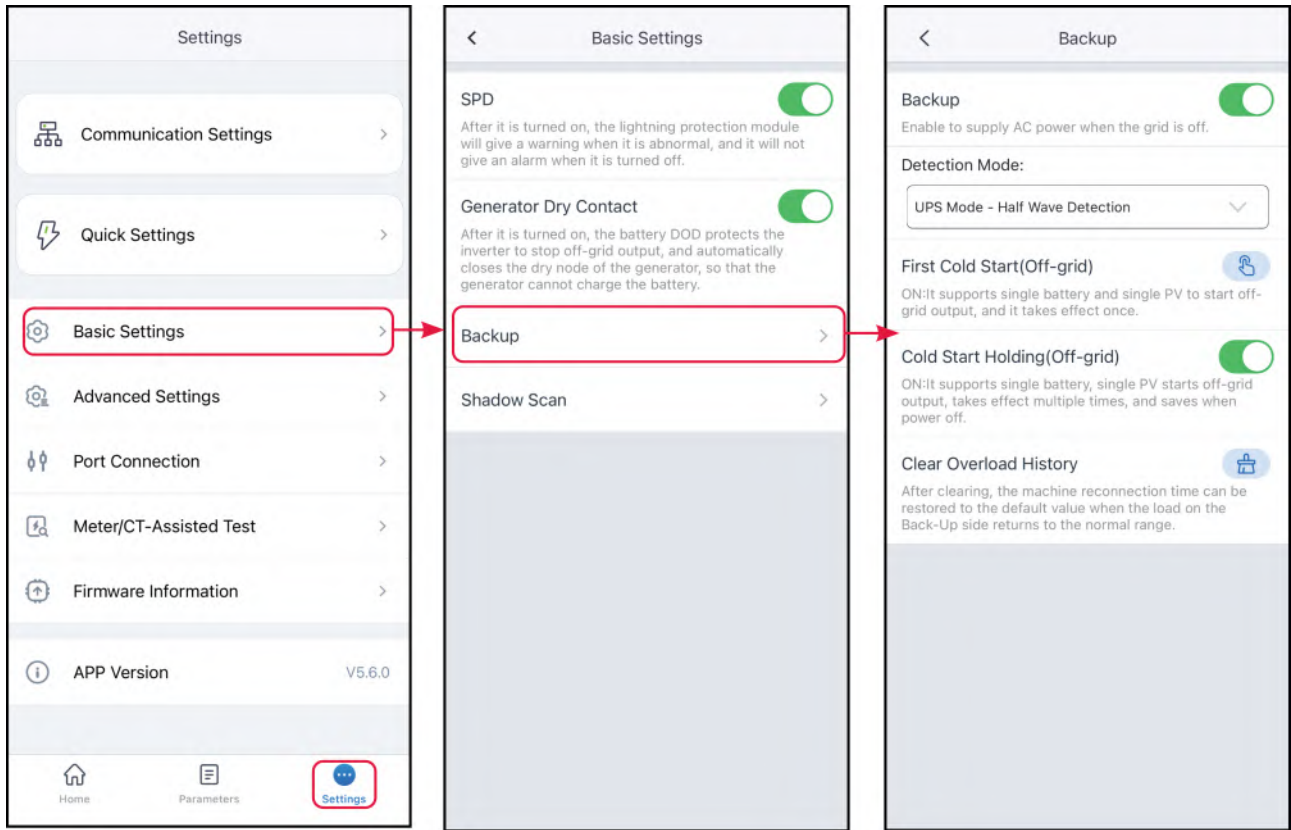 Settings
Communication Settings
Quick Settings
Basic Settings
Advanced Settings
Port Connection
Meter/CT-Assisted Test
Firmware Information
APP Version V5.6.0
Home Parameters Settings
Basic Settings
SPD
After it is turned on, the lightning protection module
will give a warning when it is abnormal, and it will not
give an alarm when it is turned off.
Generator Dry Contact
After it is turned on, the battery DOD protects the
inverter to stop off-grid output, and automatically
closes the dry node of the generator, so that the
generator cannot charge the battery.
Backup
Shadow Scan
Backup
Backup
Enable to supply AC power when the grid is off.
Detection Mode:
UPS Mode - Half Wave Detection
First Cold Start(Off-grid)
ON:It supports single battery and single PV to start off-
grid output, and it takes effect once.
Cold Start Holding(Off-grid)
ON:It supports single battery, single PV starts off-grid
output, takes effect multiple times, and saves when
power off.
Clear Overload History
After clearing, the machine reconnection time can be
restored to the default value when the load on the
Back-Up side returns to the normal range.